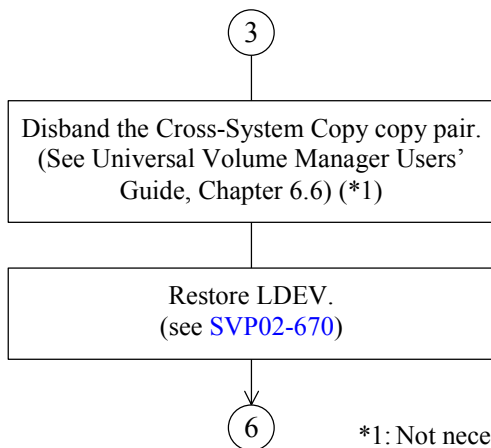 3
Disband the Cross-System Copy copy pair.
(See Universal Volume Manager Users’
Guide, Chapter 6.6) (*1)
Restore LDEV.
(see SVP02-670)
6
*1: Not